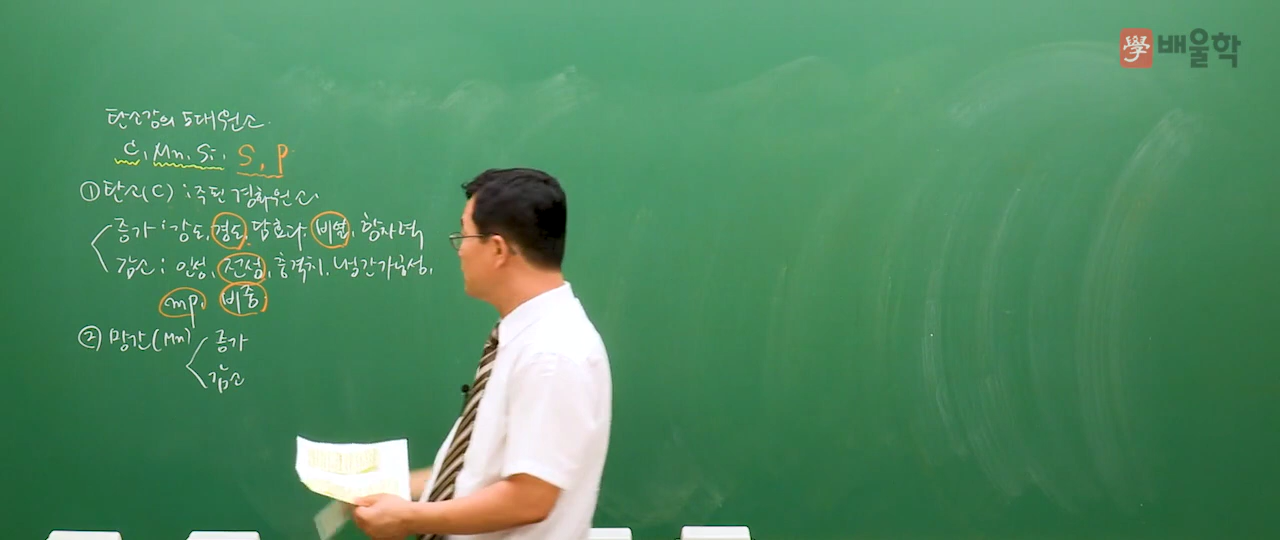 學 배울학
탄소강의 5대원소.
C, Mn, Si, S, P
① 탄소(C) : 주된 경화원소.
증가 : 강도, 경도, 담금효과, 비열, 항자력
감소 : 인성, 전성, 충격치, 냉간가공성,
mp, 비중.
② 망간(Mn) 증가
감소